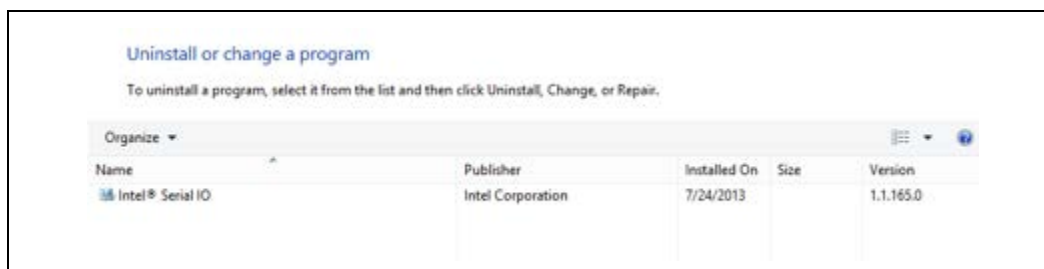 Uninstall or change a program
To uninstall a program, select it from the list and then click Uninstall, Change, or Repair.
Organize
Name Publisher Installed On Size Version
Intel® Serial IO Intel Corporation 7/24/2013 1.1.165.0